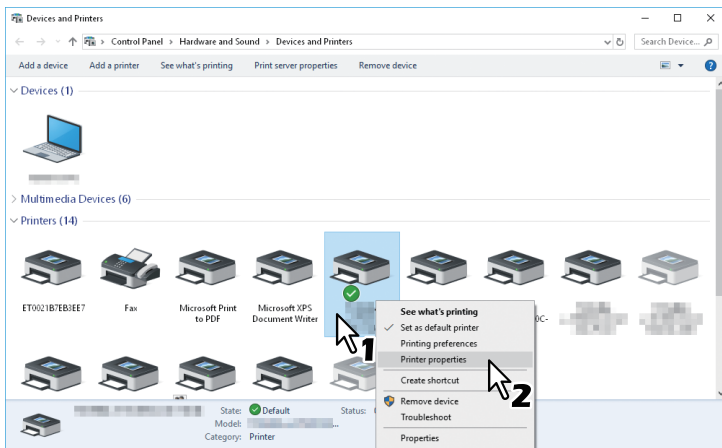 Devices and Printers
Control Panel > Hardware and Sound > Devices and Printers
Search Device...
Add a device
Add a printer
See what's printing
Print server properties
Remove device
Devices (1)
Multimedia Devices (6)
Printers (14)
ET0021B7EB3EE7
Fax
Microsoft Print
to PDF
Microsoft XPS
Document Writer
0C-
1
See what's printing
Set as default printer
Printing preferences
Printer properties
2
Create shortcut
Remove device
Troubleshoot
Properties
State: Default
Status:
Model:
...
Category: Printer